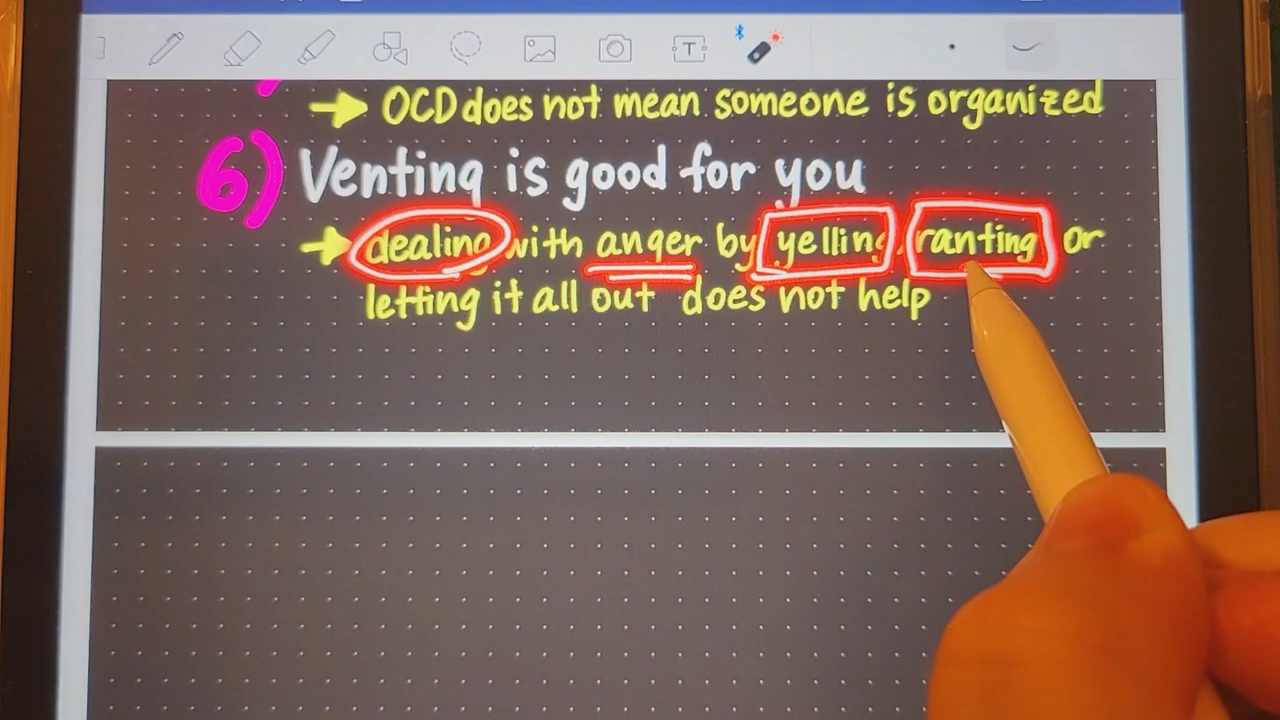 → OCD does not mean someone is organized
6) Venting is good for you
→ dealing with anger by yelling, ranting or
letting it all out does not help